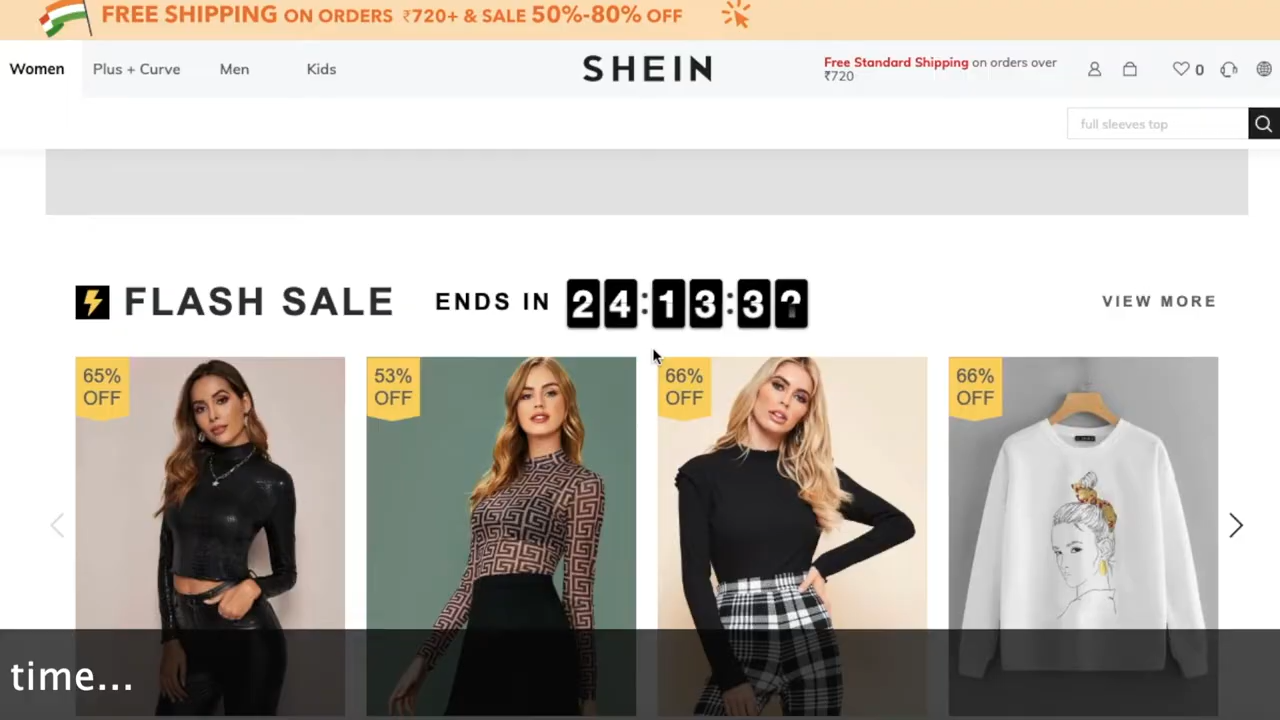 FREE SHIPPING ON ORDERS ₹720+ & SALE 50%-80% OFF
Women Plus + Curve Men Kids
SHEIN
Free Standard Shipping on orders over
₹720
0
full sleeves top
FLASH SALE ENDS IN 24:13:3
VIEW MORE
65%
OFF
53%
OFF
66%
OFF
66%
OFF
time...